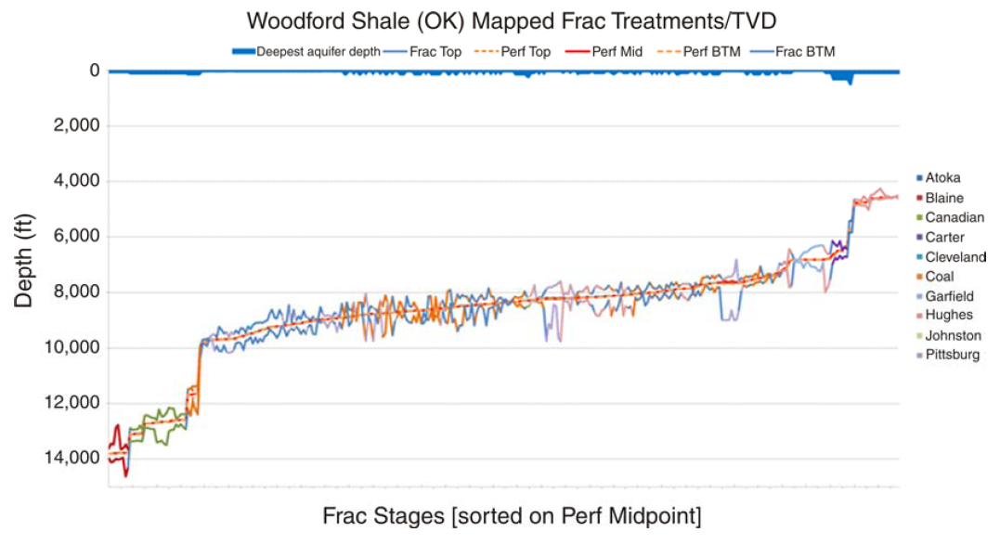 Woodford Shale (OK) Mapped Frac Treatments/TVD
Deepest aquifer depth Frac Top Perf Top Perf Mid Perf BTM Frac BTM
0
2,000
4,000
6,000
8,000
10,000
12,000
14,000
Depth (ft)
Atoka
Blaine
Canadian
Carter
Cleveland
Coal
Garfield
Hughes
Johnston
Pittsburg
Frac Stages [sorted on Perf Midpoint]